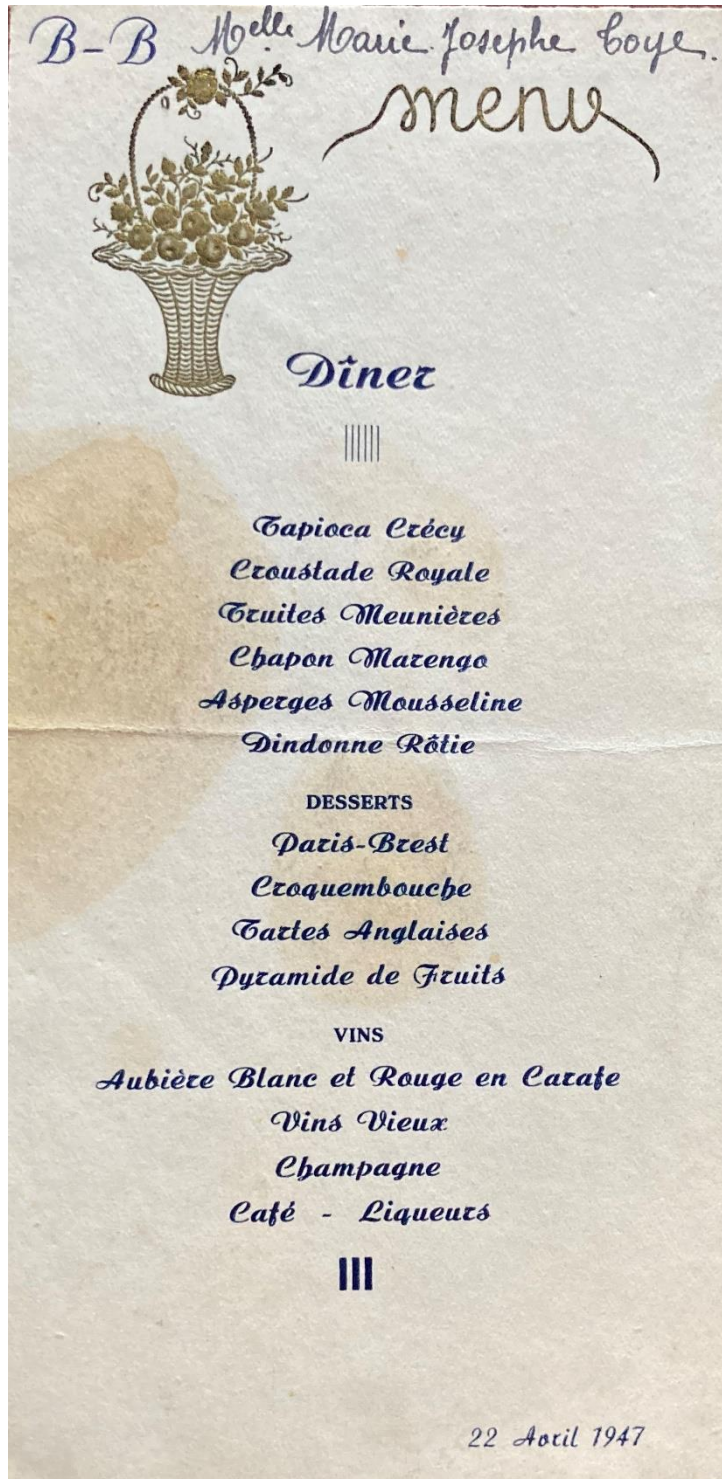 B-B Melle Marie Josephe Coye.
menu
Dîner
Tapioca Crécy
Croustade Royale
Truites Meunières
Chapon Marengo
Asperges Mousseline
Dindonne Rôtie
DESSERTS
Paris-Brest
Croquembouche
Tartes Anglaises
Pyramide de Fruits
VINS
Aubière Blanc et Rouge en Carafe
Vins Vieux
Champagne
Café - Liqueurs
22 Avril 1947